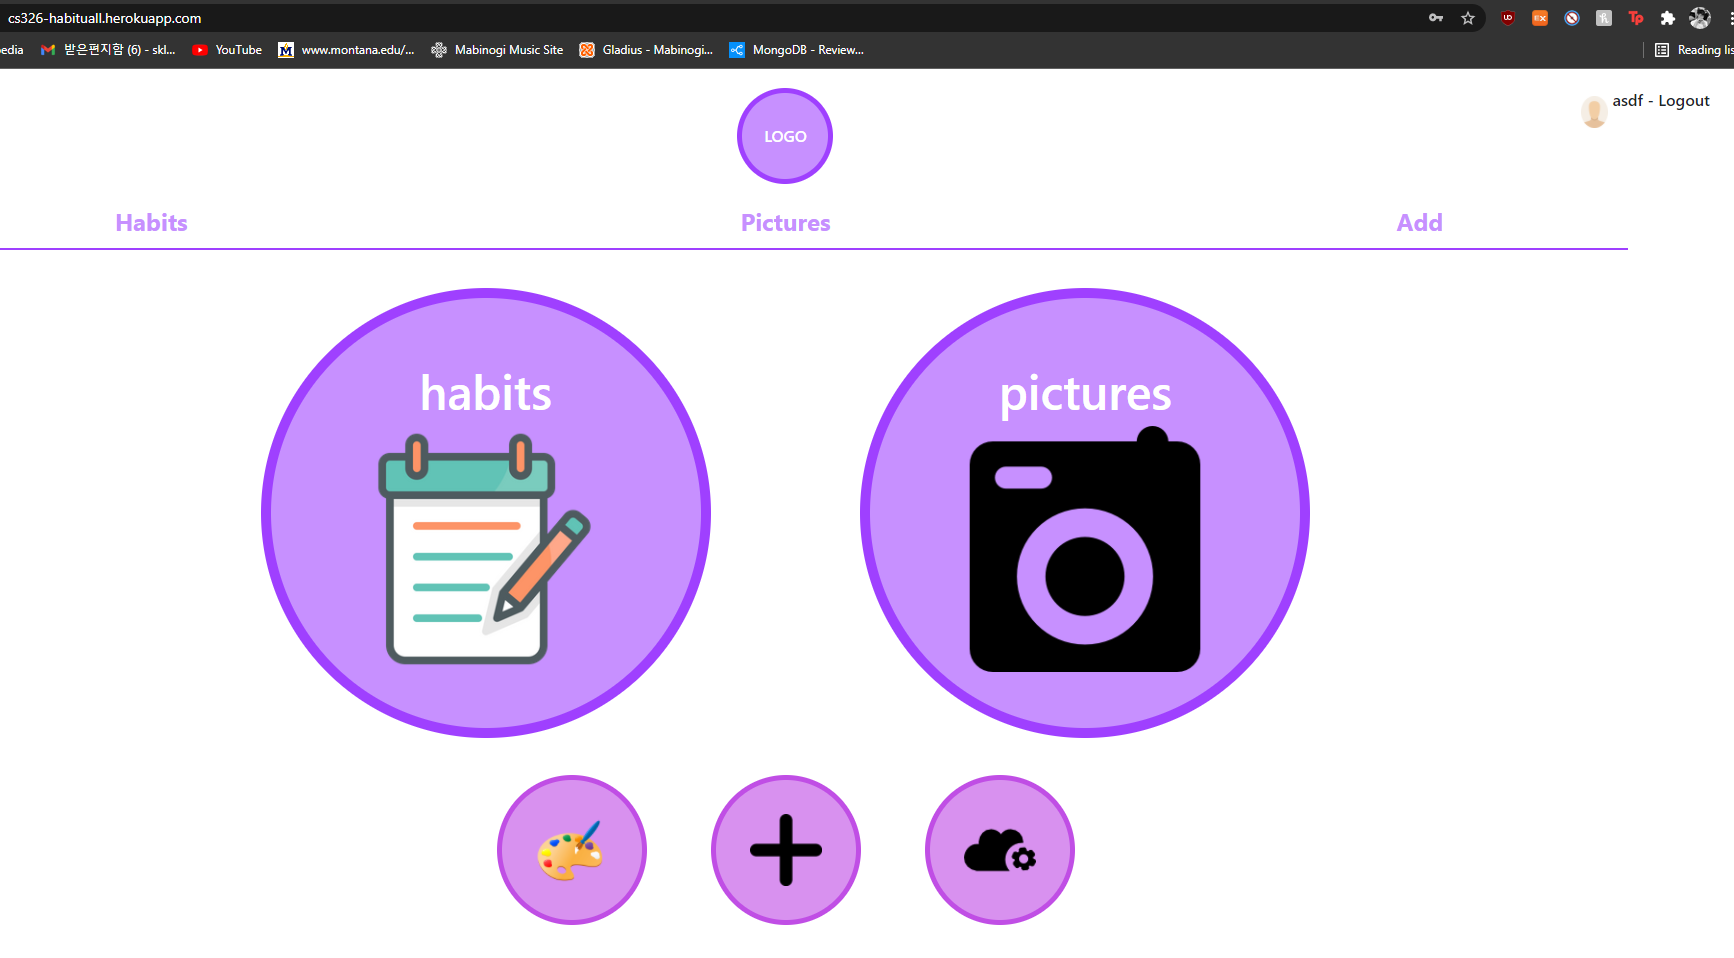 cs326-habituall.herokuapp.com
edia
받은편지함 (6) - skl...
YouTube
www.montana.edu/...
Mabinogi Music Site
Gladius - Mabinogi...
MongoDB - Review...
Reading lis
LOGO
asdf - Logout
Habits
Pictures
Add
habits
pictures